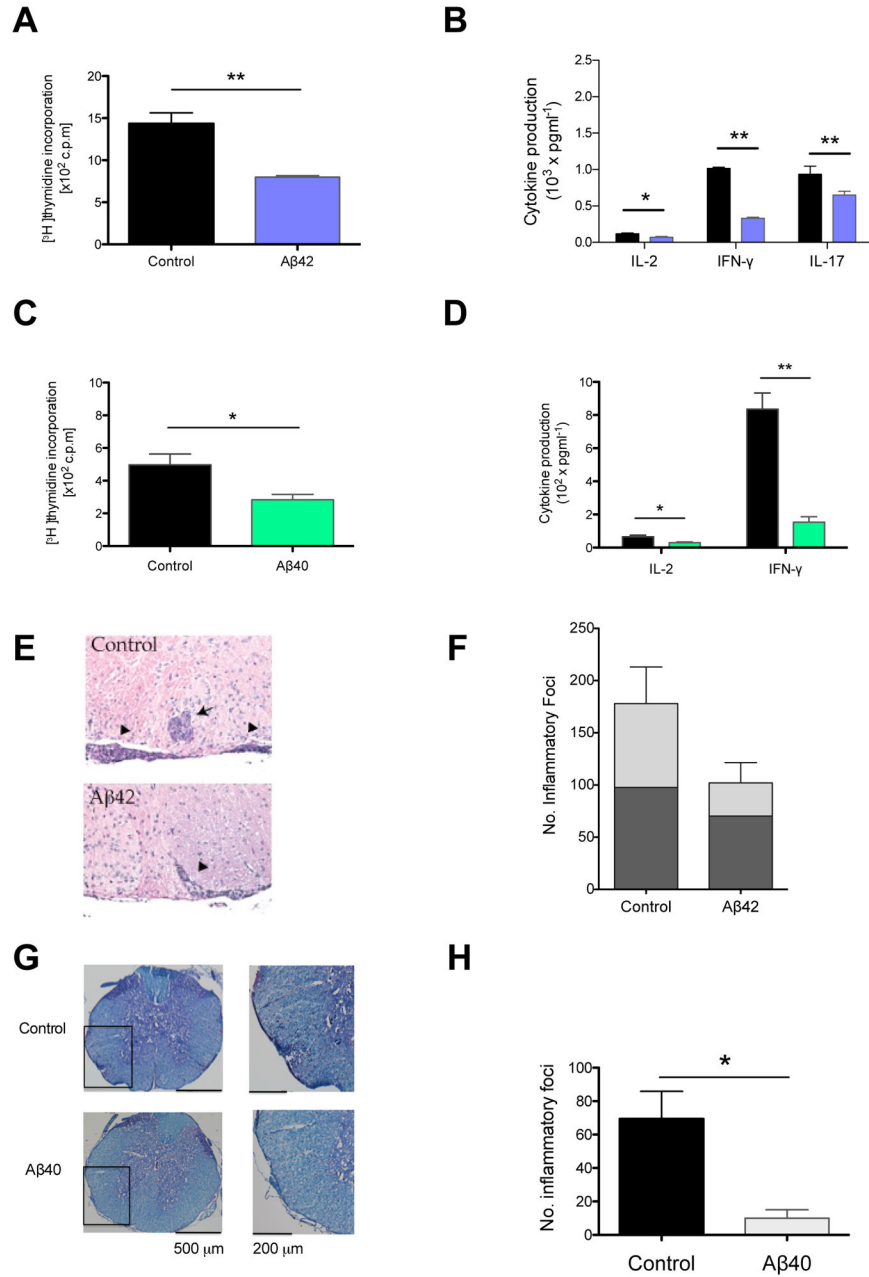 A
[³H ]thymidine incorporation
[x10² c.p.m]
20
15
10
5
0
**
Control
Aβ42
B
Cytokine production
(10³ x pgml⁻¹)
2.5
2.0
1.5
1.0
0.5
0.0
*
**
**
IL-2
IFN-γ
IL-17
C
[³H ]thymidine incorporation
[x10² c.p.m]
10
8
6
4
2
0
*
Control
Aβ40
D
Cytokine production
(10² x pgml⁻¹)
10
8
6
4
2
0
*
**
IL-2
IFN-γ
E
Control
Aβ42
F
No. Inflammatory Foci
250
200
150
100
50
0
Control
Aβ42
G
Control
Aβ40
500 μm
200 μm
H
No. inflammatory foci
100
80
60
40
20
0
*
Control
Aβ40